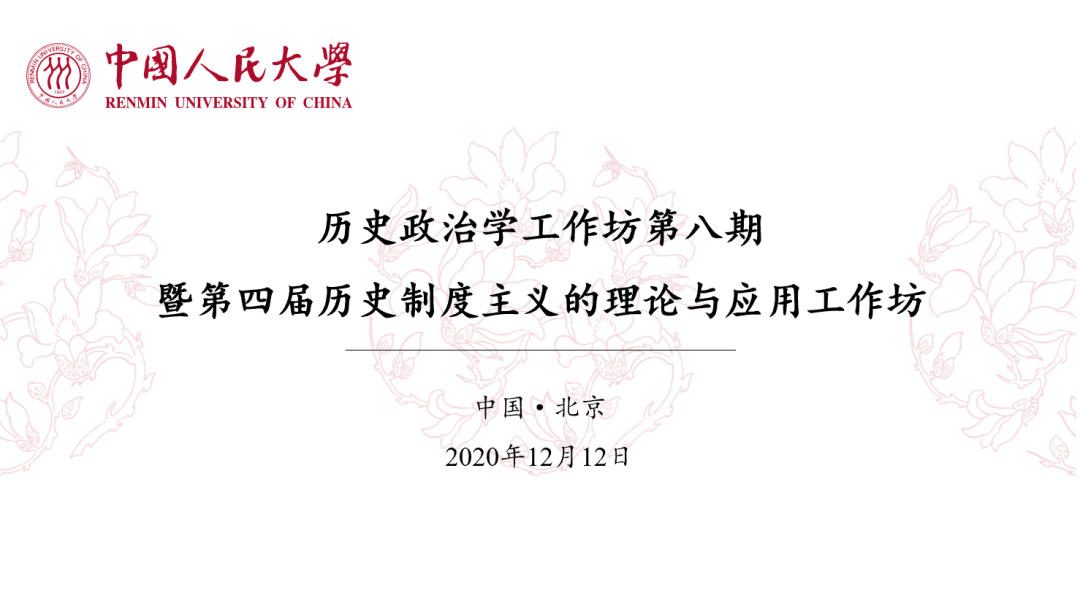 RENMIN UNIVERSITY OF CHINA
1937
中国人民大学
中國人民大學
RENMIN UNIVERSITY OF CHINA
历史政治学工作坊第八期
暨第四届历史制度主义的理论与应用工作坊
中国·北京
2020年12月12日